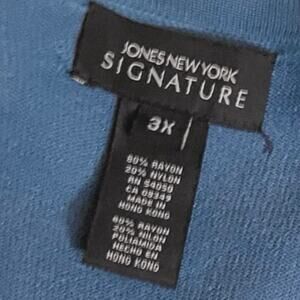 JONES NEW YORK
SIGNATURE
3X
80% RAYON
20% NYLON
RN 54050
CA 08349
MADE IN
HONG KONG
80% RAYON
20% NILON
POLIAMIDA
HECHO EN
HONG KONG